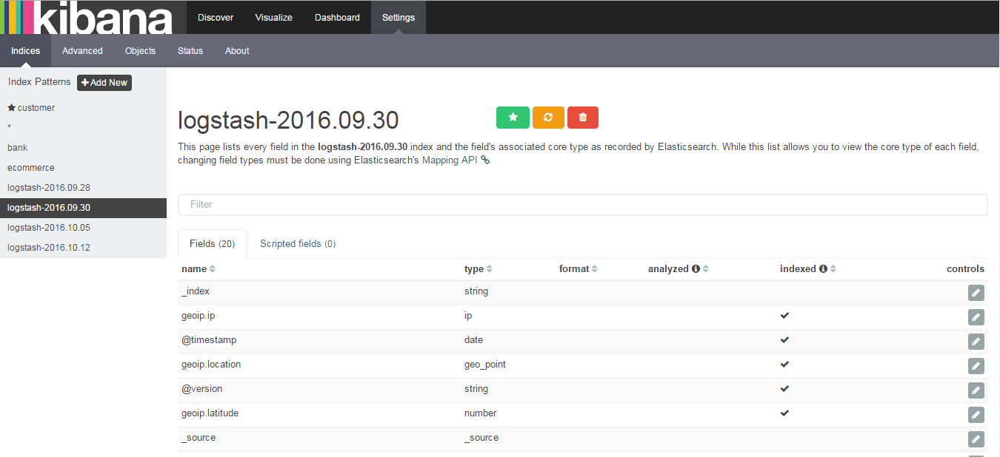 kibana
Discover Visualize Dashboard Settings
Indices Advanced Objects Status About
Index Patterns Add New
customer
*
bank
ecommerce
logstash-2016.09.28
logstash-2016.09.30
logstash-2016.10.05
logstash-2016.10.12
logstash-2016.09.30
This page lists every field in the logstash-2016.09.30 index and the field's associated core type as recorded by Elasticsearch. While this list allows you to view the core type of each field,
changing field types must be done using Elasticsearch's Mapping API
Filter
Fields (20) Scripted fields (0)
name type format analyzed indexed controls
_index string
geoip.ip ip
@timestamp date
geoip.location geo_point
@version string
geoip.latitude number
_source _source